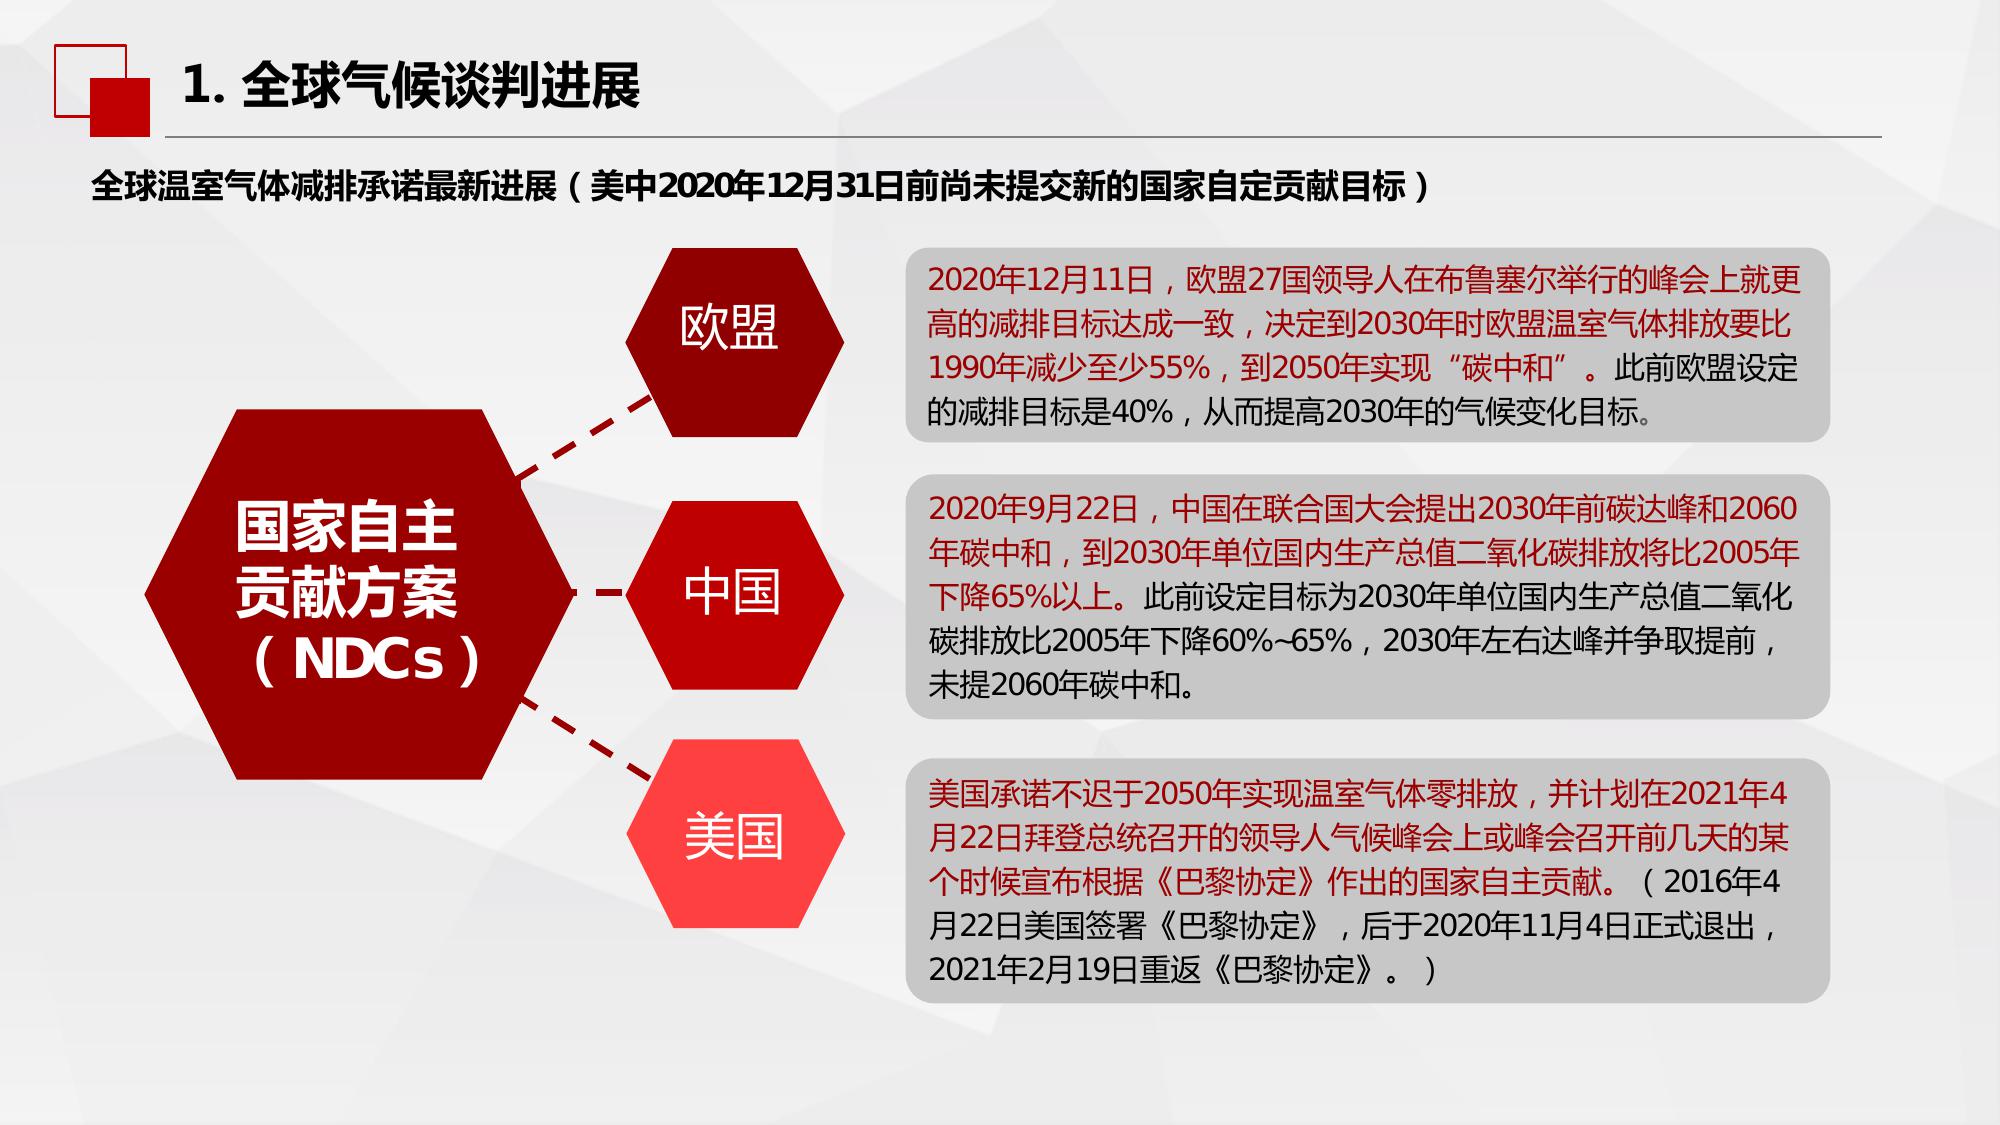 1. 全球气候谈判进展
全球温室气体减排承诺最新进展（美中2020年12月31日前尚未提交新的国家自定贡献目标）
欧盟
2020年12月11日，欧盟27国领导人在布鲁塞尔举行的峰会上就更
高的减排目标达成一致，决定到2030年时欧盟温室气体排放要比
1990年减少至少55%，到2050年实现“碳中和”。此前欧盟设定
的减排目标是40%，从而提高2030年的气候变化目标。
国家自主
贡献方案
（NDCs）
中国
2020年9月22日，中国在联合国大会提出2030年前碳达峰和2060
年碳中和，到2030年单位国内生产总值二氧化碳排放将比2005年
下降65%以上。此前设定目标为2030年单位国内生产总值二氧化
碳排放比2005年下降60%~65%，2030年左右达峰并争取提前，
未提2060年碳中和。
美国
美国承诺不迟于2050年实现温室气体零排放，并计划在2021年4
月22日拜登总统召开的领导人气候峰会上或峰会召开前几天的某
个时候宣布根据《巴黎协定》作出的国家自主贡献。（2016年4
月22日美国签署《巴黎协定》，后于2020年11月4日正式退出，
2021年2月19日重返《巴黎协定》。）